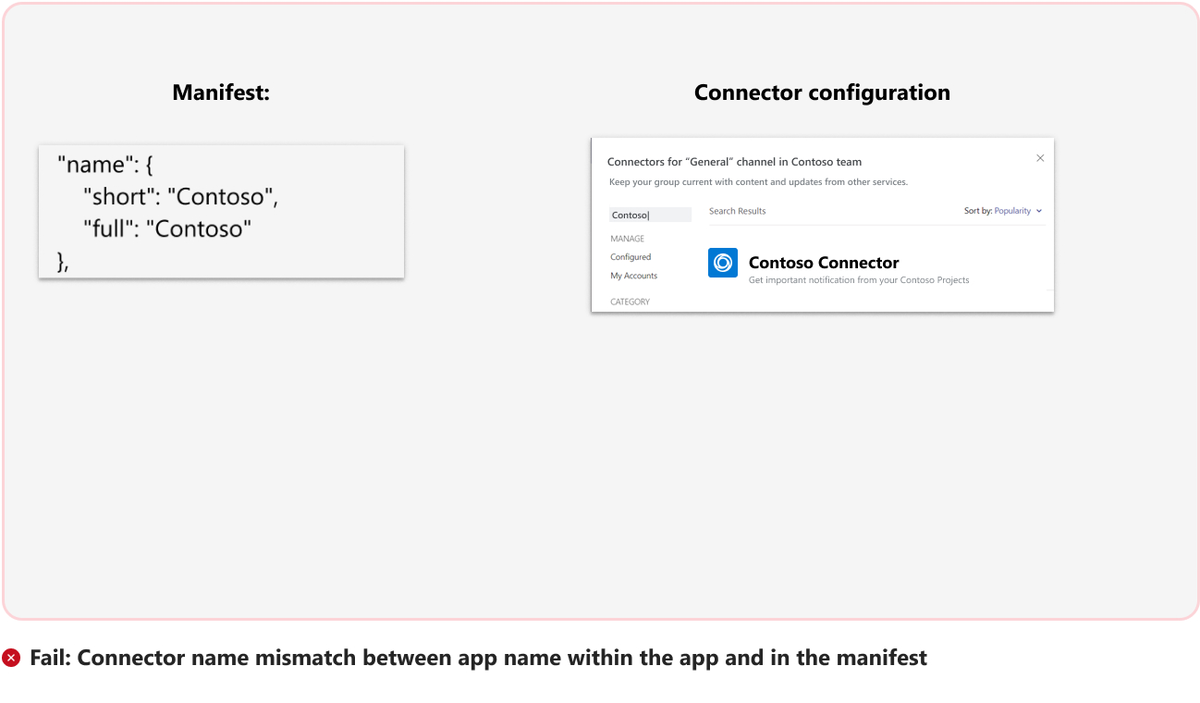 Manifest:
"name": {
"short": "Contoso",
"full": "Contoso"
},
Connector configuration
Connectors for “General” channel in Contoso team
Keep your group current with content and updates from other services.
Contoso
Search Results
Sort by: Popularity
MANAGE
Configured
My Accounts
CATEGORY
Contoso Connector
Get important notification from your Contoso Projects
Fail: Connector name mismatch between app name within the app and in the manifest